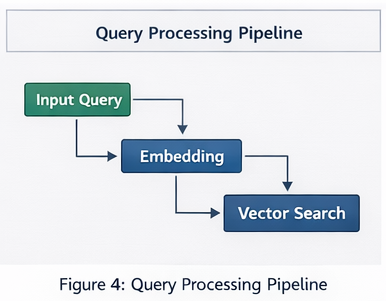 Query Processing Pipeline
Input Query
Embedding
Vector Search
Figure 4: Query Processing Pipeline